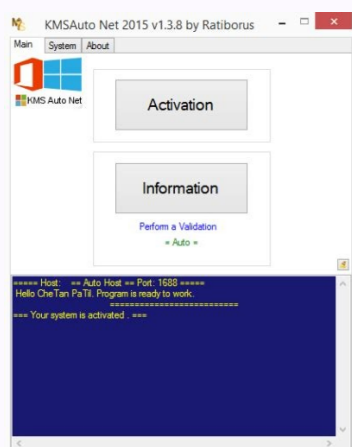 KMSAuto Net 2015 v1.3.8 by Ratiborus
Main System About
KMS Auto Net
Activation
Information
Perform a Validation
= Auto =
===== Host: == Auto Host == Port: 1688 =====
Hello CheTan PaTil. Program is ready to work.
==========================
=== Your system is activated . ===